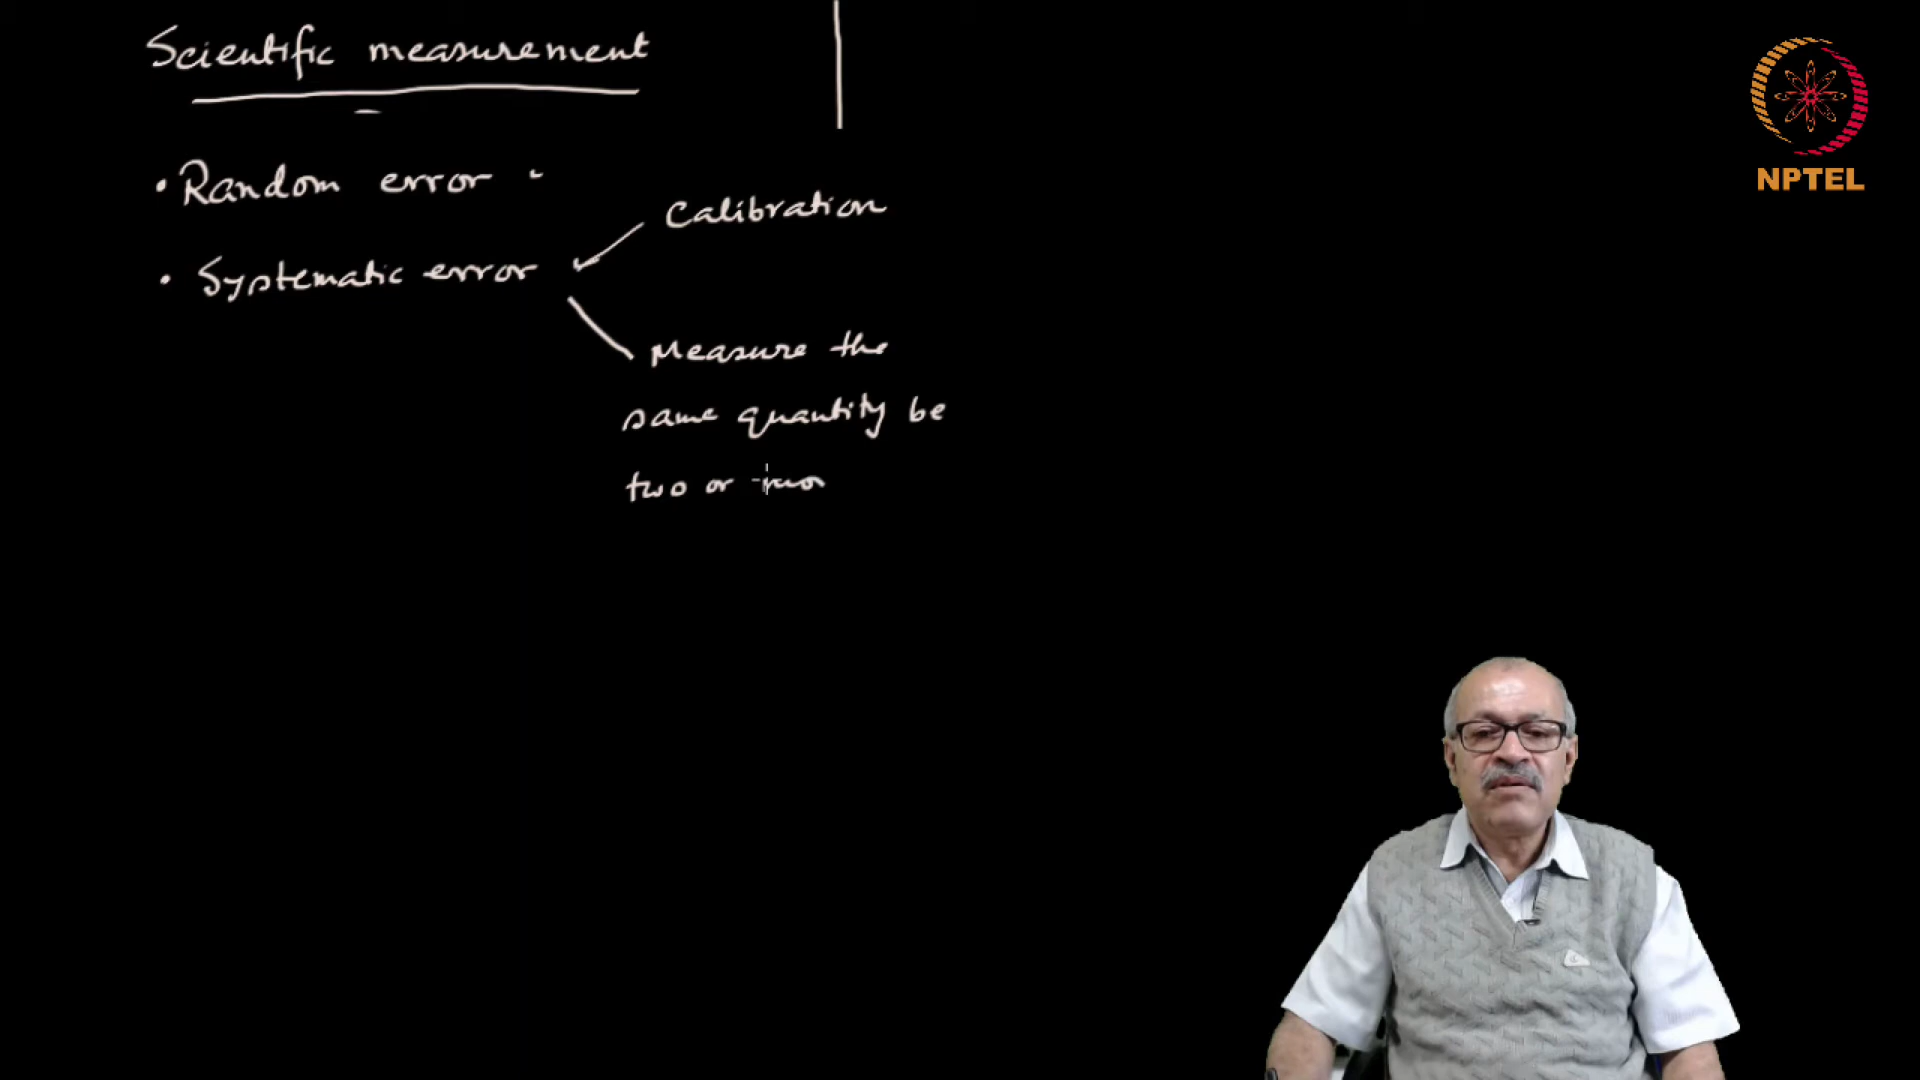 Scientific measurement
• Random error -
• Systematic error
Calibration
Measure the
same quantity be
two or
NPTEL